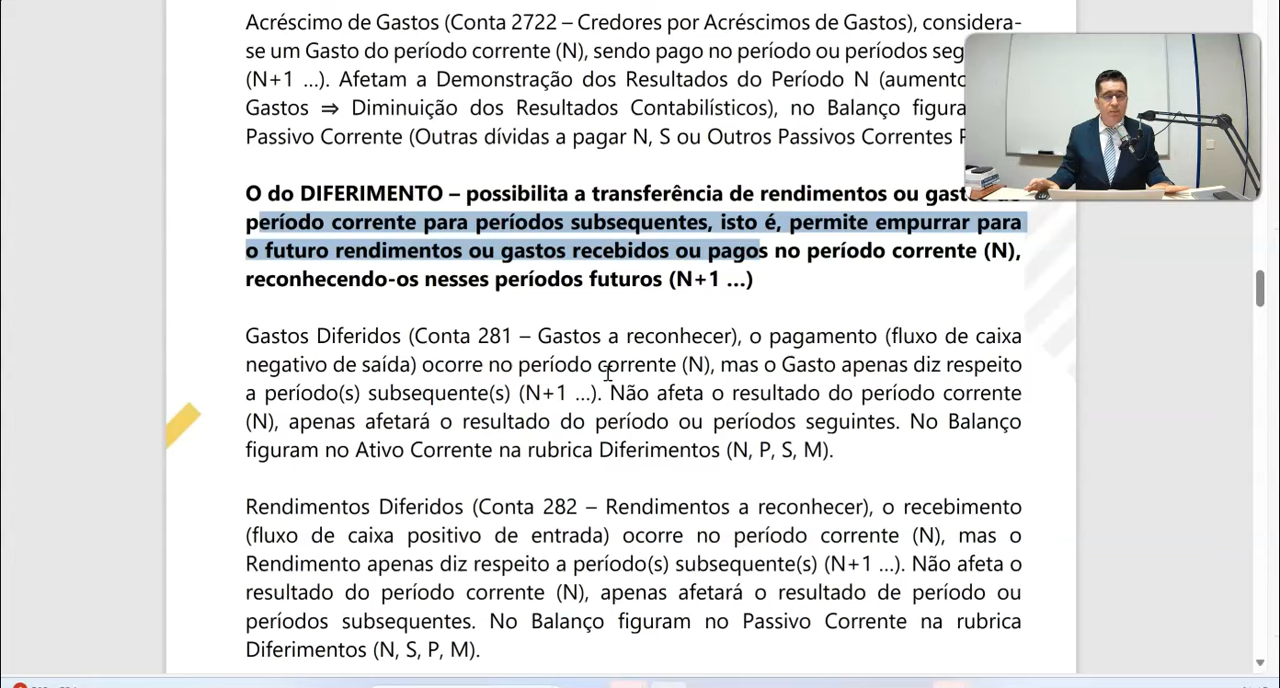 Acréscimo de Gastos (Conta 2722 – Credores por Acréscimos de Gastos), considera-
se um Gasto do período corrente (N), sendo pago no período ou períodos seg
(N+1 ...). Afetam a Demonstração dos Resultados do Período N (aumento
Gastos ⇒ Diminuição dos Resultados Contabilísticos), no Balanço figura
Passivo Corrente (Outras dívidas a pagar N, S ou Outros Passivos Correntes
O do DIFERIMENTO – possibilita a transferência de rendimentos ou gast
período corrente para períodos subsequentes, isto é, permite empurrar para
o futuro rendimentos ou gastos recebidos ou pagos no período corrente (N),
reconhecendo-os nesses períodos futuros (N+1 ...)
Gastos Diferidos (Conta 281 – Gastos a reconhecer), o pagamento (fluxo de caixa
negativo de saída) ocorre no período corrente (N), mas o Gasto apenas diz respeito
a período(s) subsequente(s) (N+1 ...). Não afeta o resultado do período corrente
(N), apenas afetará o resultado do período ou períodos seguintes. No Balanço
figuram no Ativo Corrente na rubrica Diferimentos (N, P, S, M).
Rendimentos Diferidos (Conta 282 – Rendimentos a reconhecer), o recebimento
(fluxo de caixa positivo de entrada) ocorre no período corrente (N), mas o
Rendimento apenas diz respeito a período(s) subsequente(s) (N+1 ...). Não afeta o
resultado do período corrente (N), apenas afetará o resultado de período ou
períodos subsequentes. No Balanço figuram no Passivo Corrente na rubrica
Diferimentos (N, S, P, M).